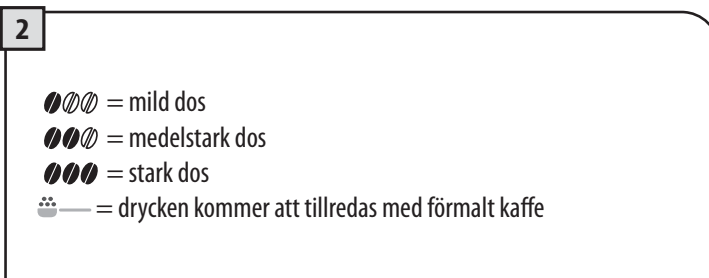 2
= mild dos
= medelstark dos
= stark dos
= drycken kommer att tillredas med förmalt kaffe